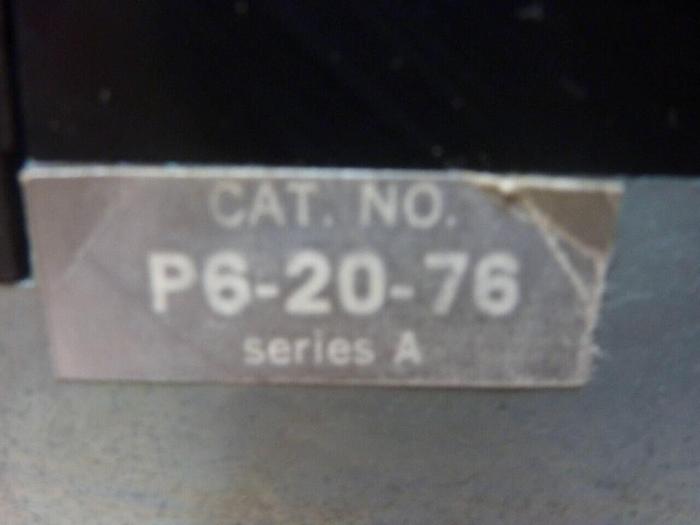 CAT. NO.
P6-20-76
series A